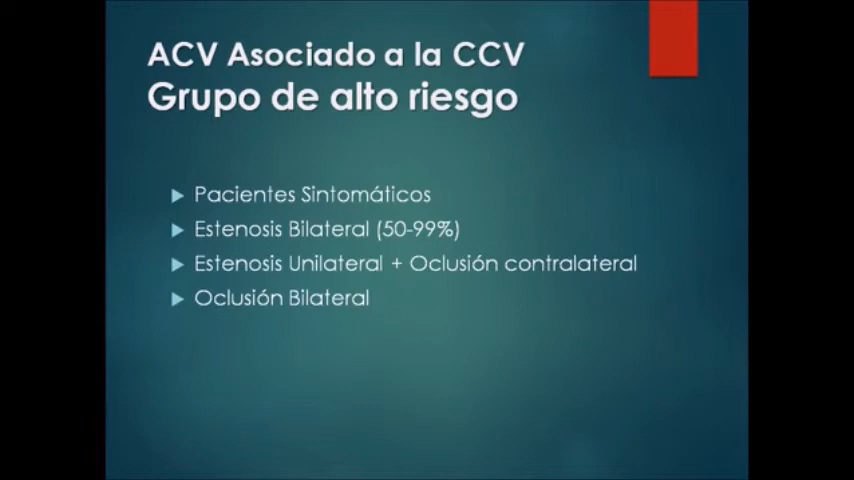 ACV Asociado a la CCV
Grupo de alto riesgo
Pacientes Sintomáticos
Estenosis Bilateral (50-99%)
Estenosis Unilateral + Oclusión contralateral
Oclusión Bilateral